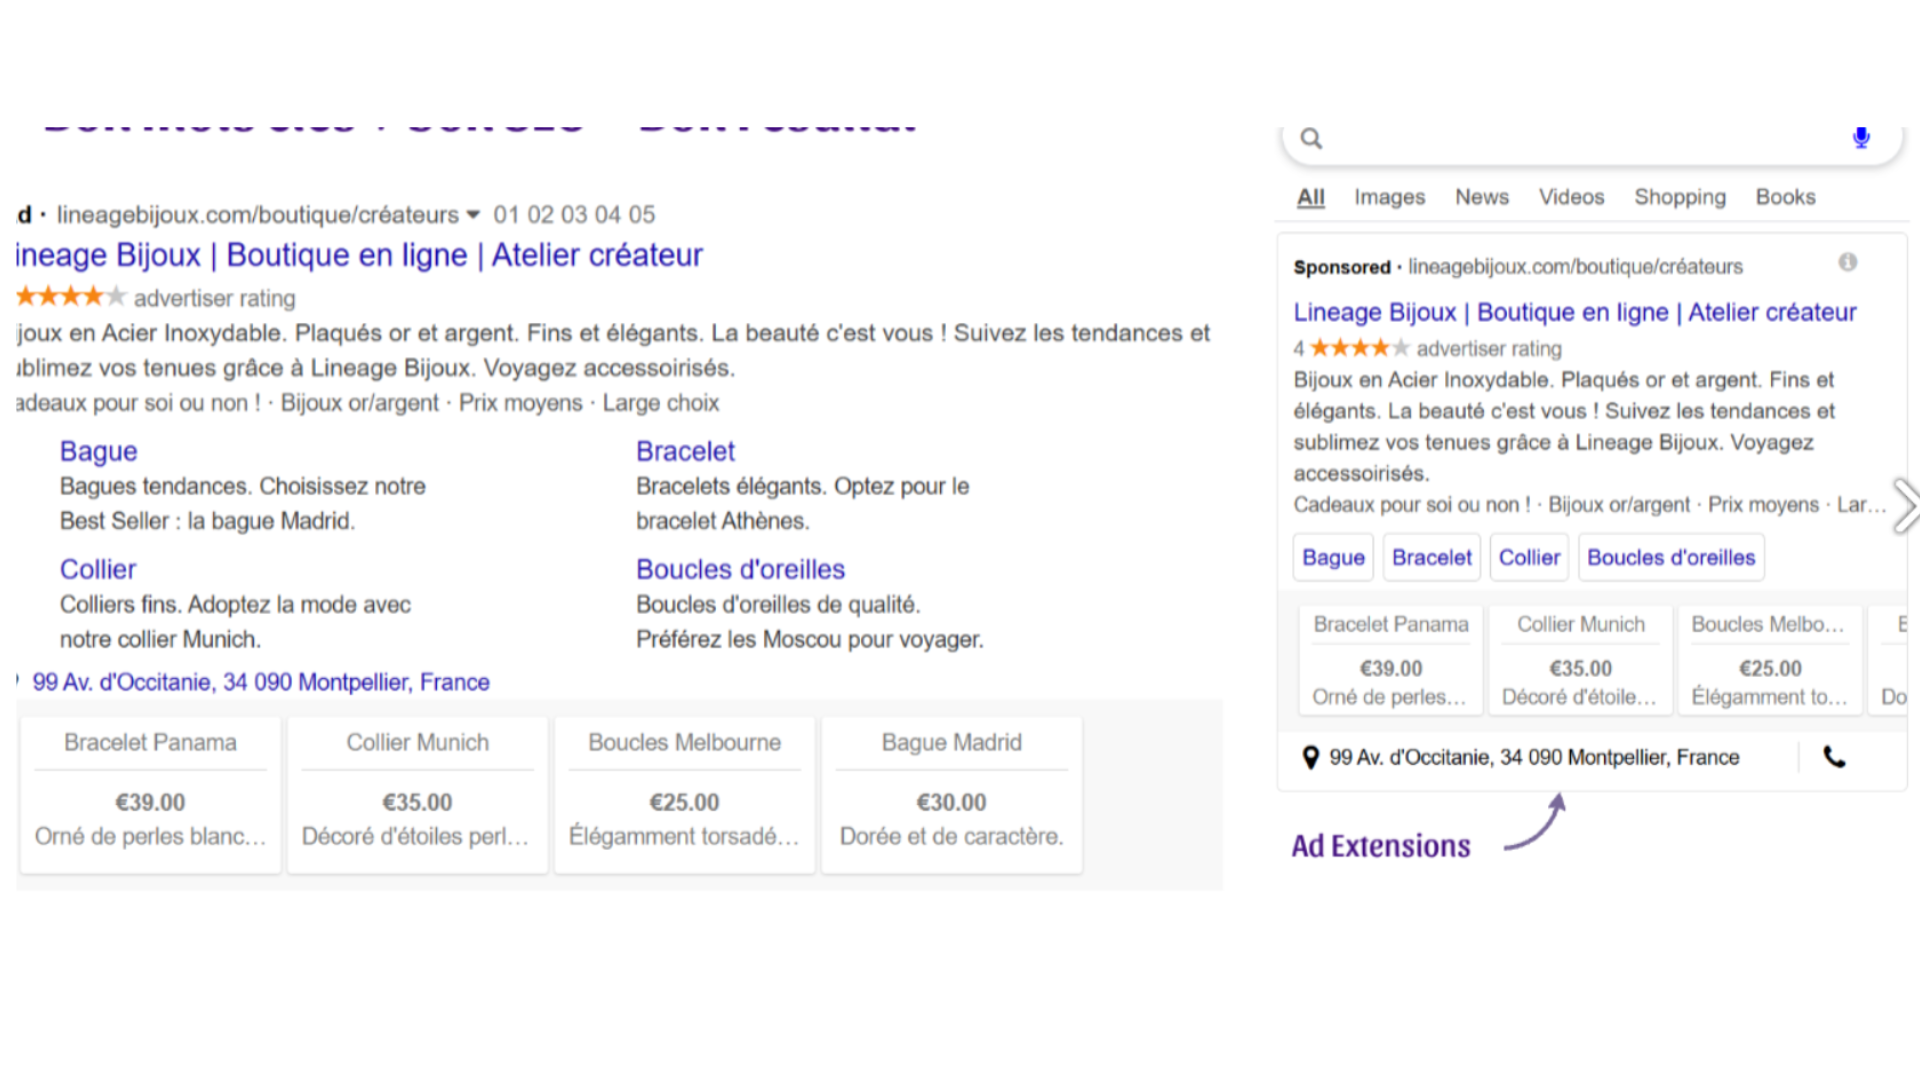 d · lineagebijoux.com/boutique/créateurs 01 02 03 04 05
ineage Bijoux | Boutique en ligne | Atelier créateur
advertiser rating
joux en Acier Inoxydable. Plaqués or et argent. Fins et élégants. La beauté c'est vous ! Suivez les tendances et
ublimez vos tenues grâce à Lineage Bijoux. Voyagez accessoirisés.
adeaux pour soi ou non ! · Bijoux or/argent · Prix moyens · Large choix
Bague
Bagues tendances. Choisissez notre
Best Seller : la bague Madrid.
Bracelet
Bracelets élégants. Optez pour le
bracelet Athènes.
Collier
Colliers fins. Adoptez la mode avec
notre collier Munich.
Boucles d'oreilles
Boucles d'oreilles de qualité.
Préférez les Moscou pour voyager.
99 Av. d'Occitanie, 34 090 Montpellier, France
Bracelet Panama
€39.00
Orné de perles blanc...
Collier Munich
€35.00
Décoré d'étoiles perl...
Boucles Melbourne
€25.00
Élégamment torsadé...
Bague Madrid
€30.00
Dorée et de caractère.
All Images News Videos Shopping Books
Sponsored · lineagebijoux.com/boutique/créateurs
Lineage Bijoux | Boutique en ligne | Atelier créateur
4 advertiser rating
Bijoux en Acier Inoxydable. Plaqués or et argent. Fins et
élégants. La beauté c'est vous ! Suivez les tendances et
sublimez vos tenues grâce à Lineage Bijoux. Voyagez
accessoirisés.
Cadeaux pour soi ou non ! · Bijoux or/argent · Prix moyens · Lar...
Bague Bracelet Collier Boucles d'oreilles
Bracelet Panama
€39.00
Orné de perles...
Collier Munich
€35.00
Décoré d'étoile...
Boucles Melbo...
€25.00
Élégamment to...
Do
99 Av. d'Occitanie, 34 090 Montpellier, France
Ad Extensions